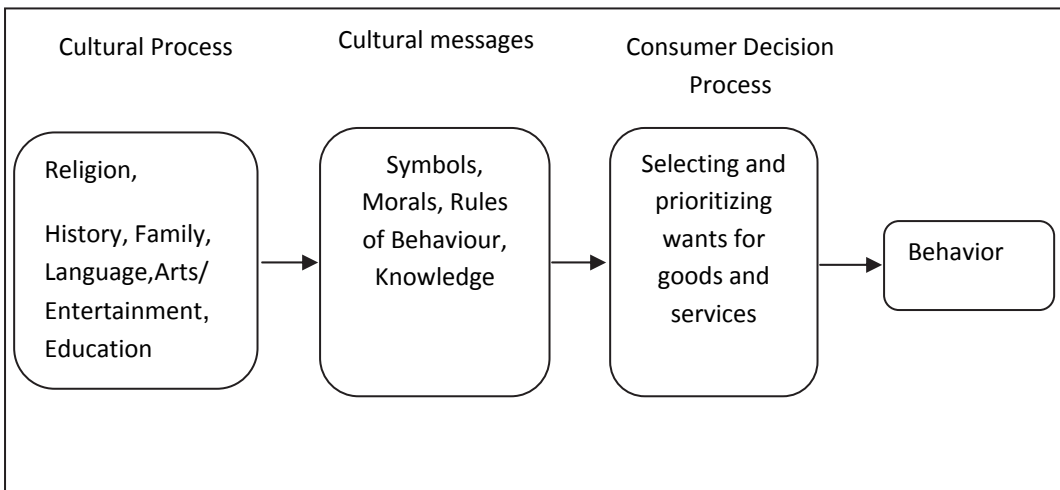 Cultural Process
Cultural messages
Consumer Decision
Process
Religion,
History, Family,
Language,Arts/
Entertainment,
Education
Symbols,
Morals, Rules
of Behaviour,
Knowledge
Selecting and
prioritizing
wants for
goods and
services
Behavior